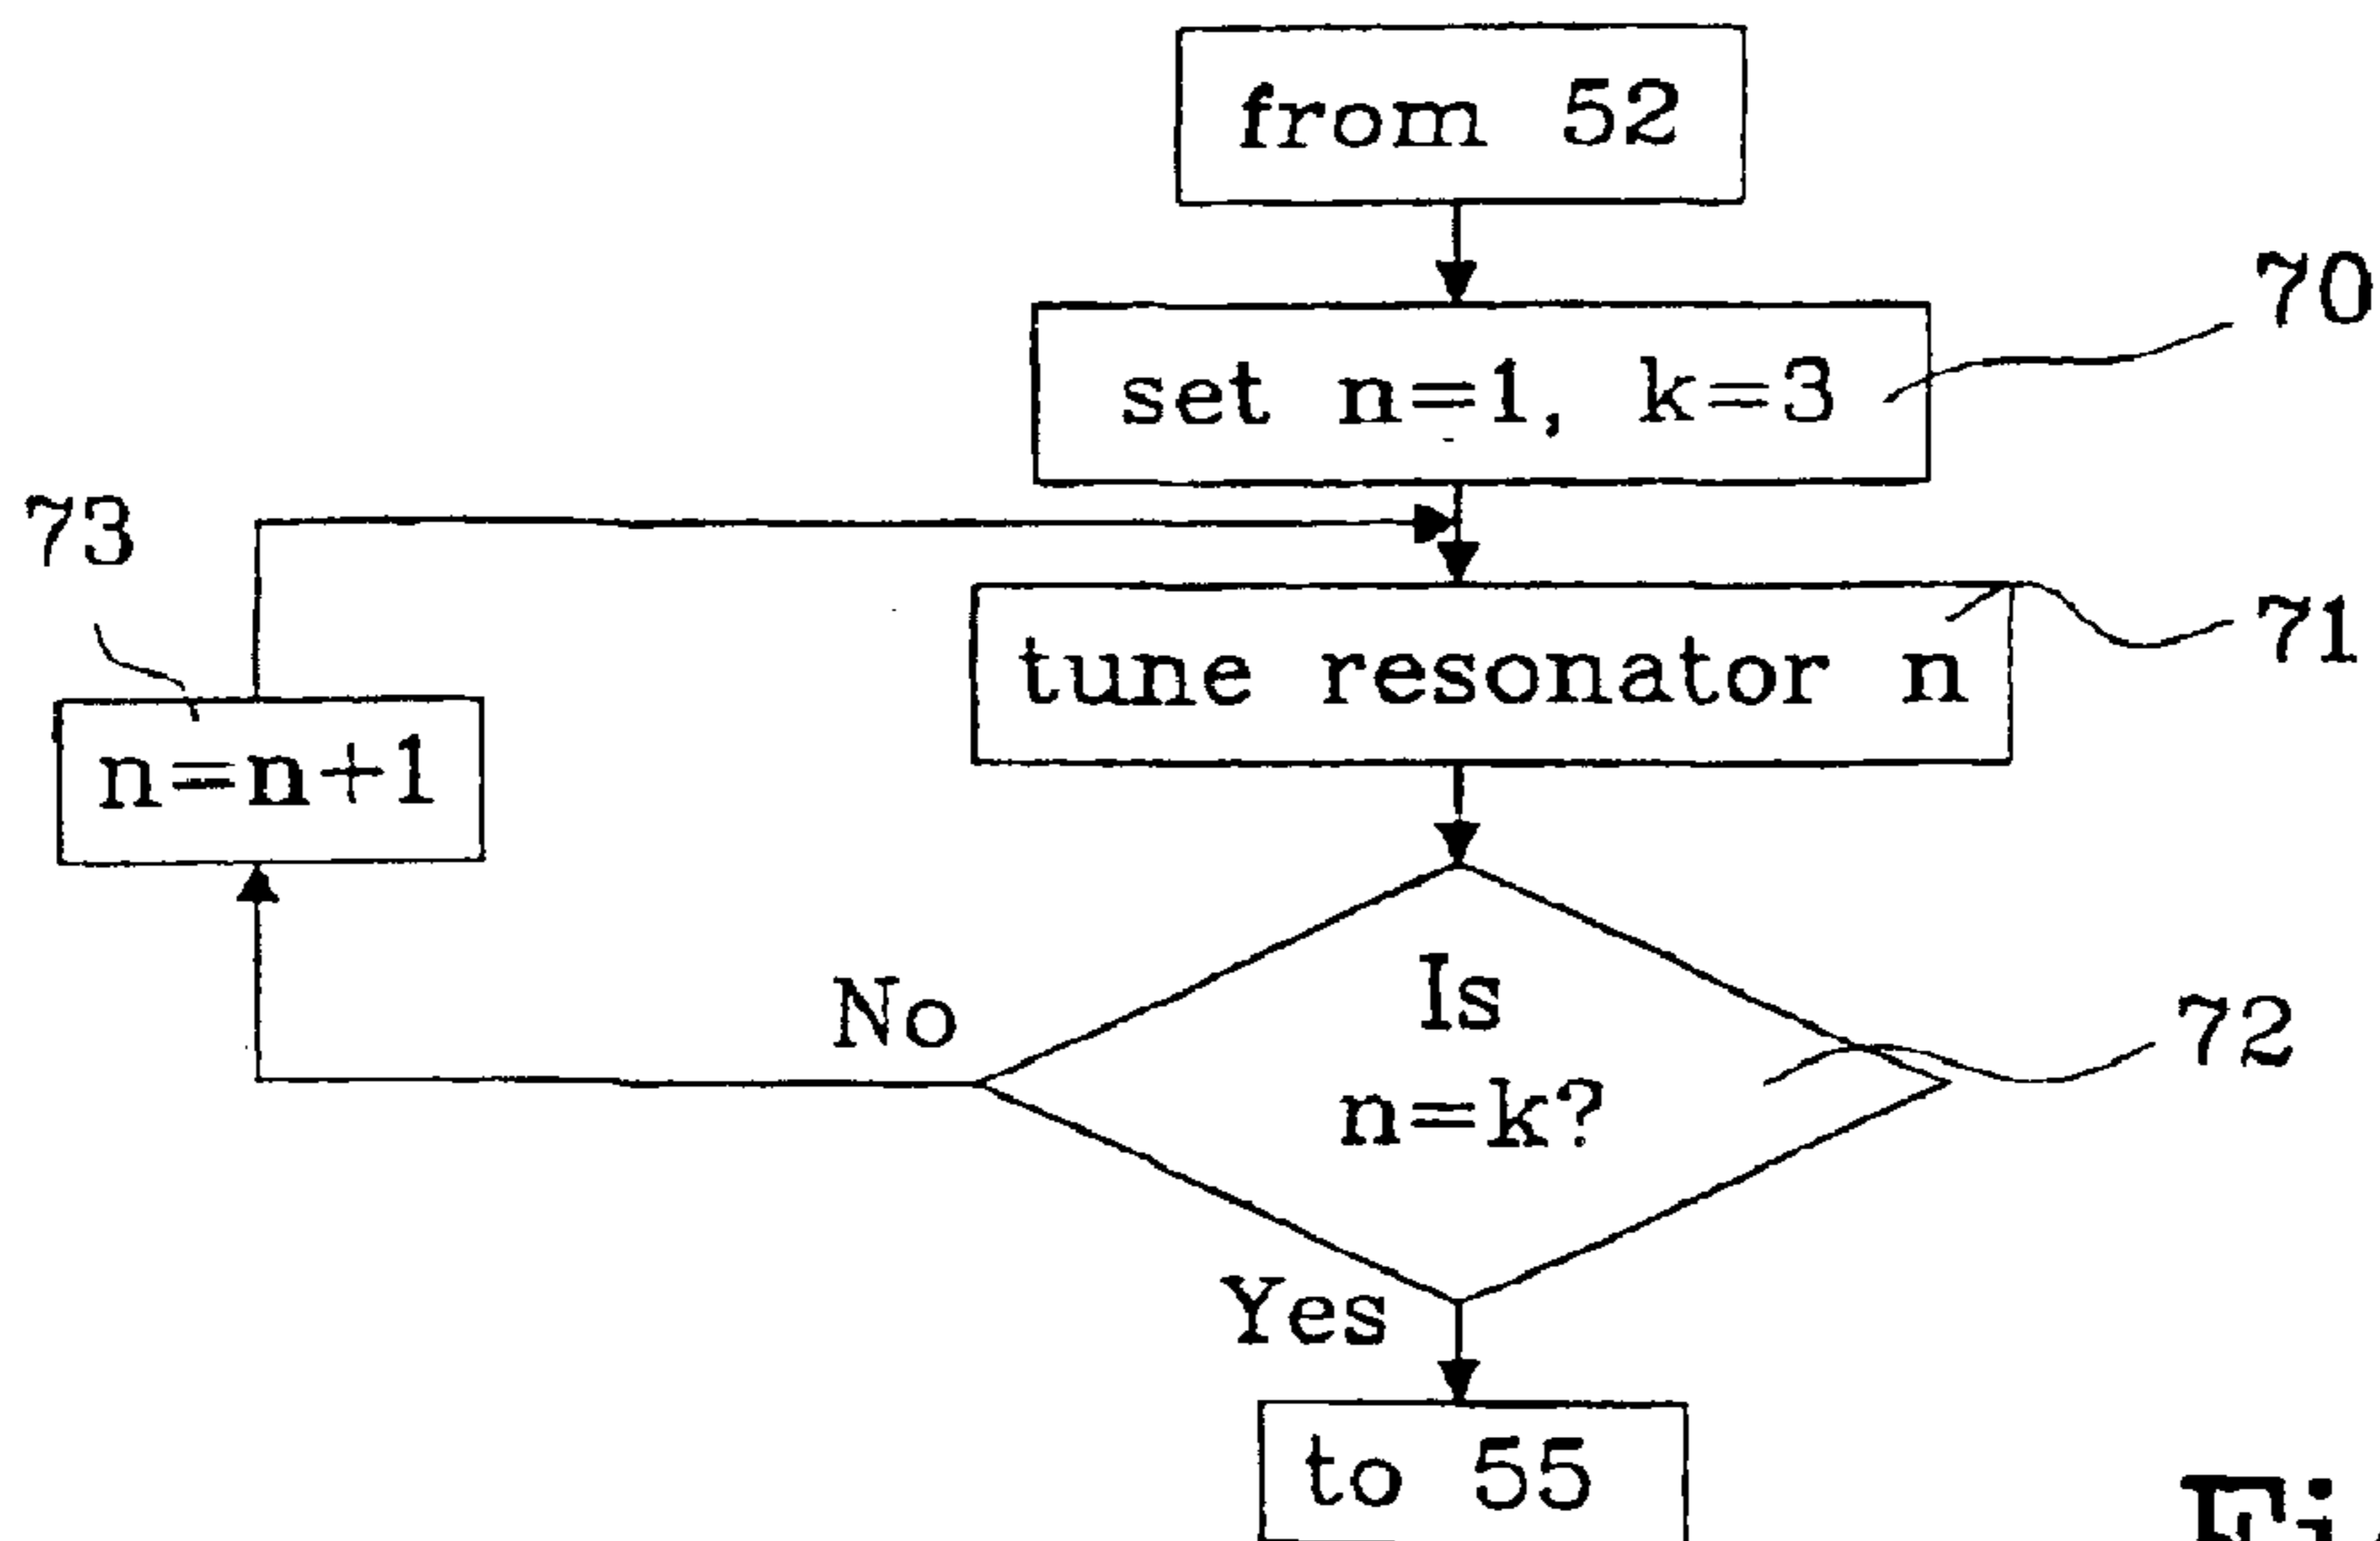 from 52
70
set n=1, k=3
73
71
tune resonator n
n=n+1
No
Is
n=k?
72
Yes
to 55